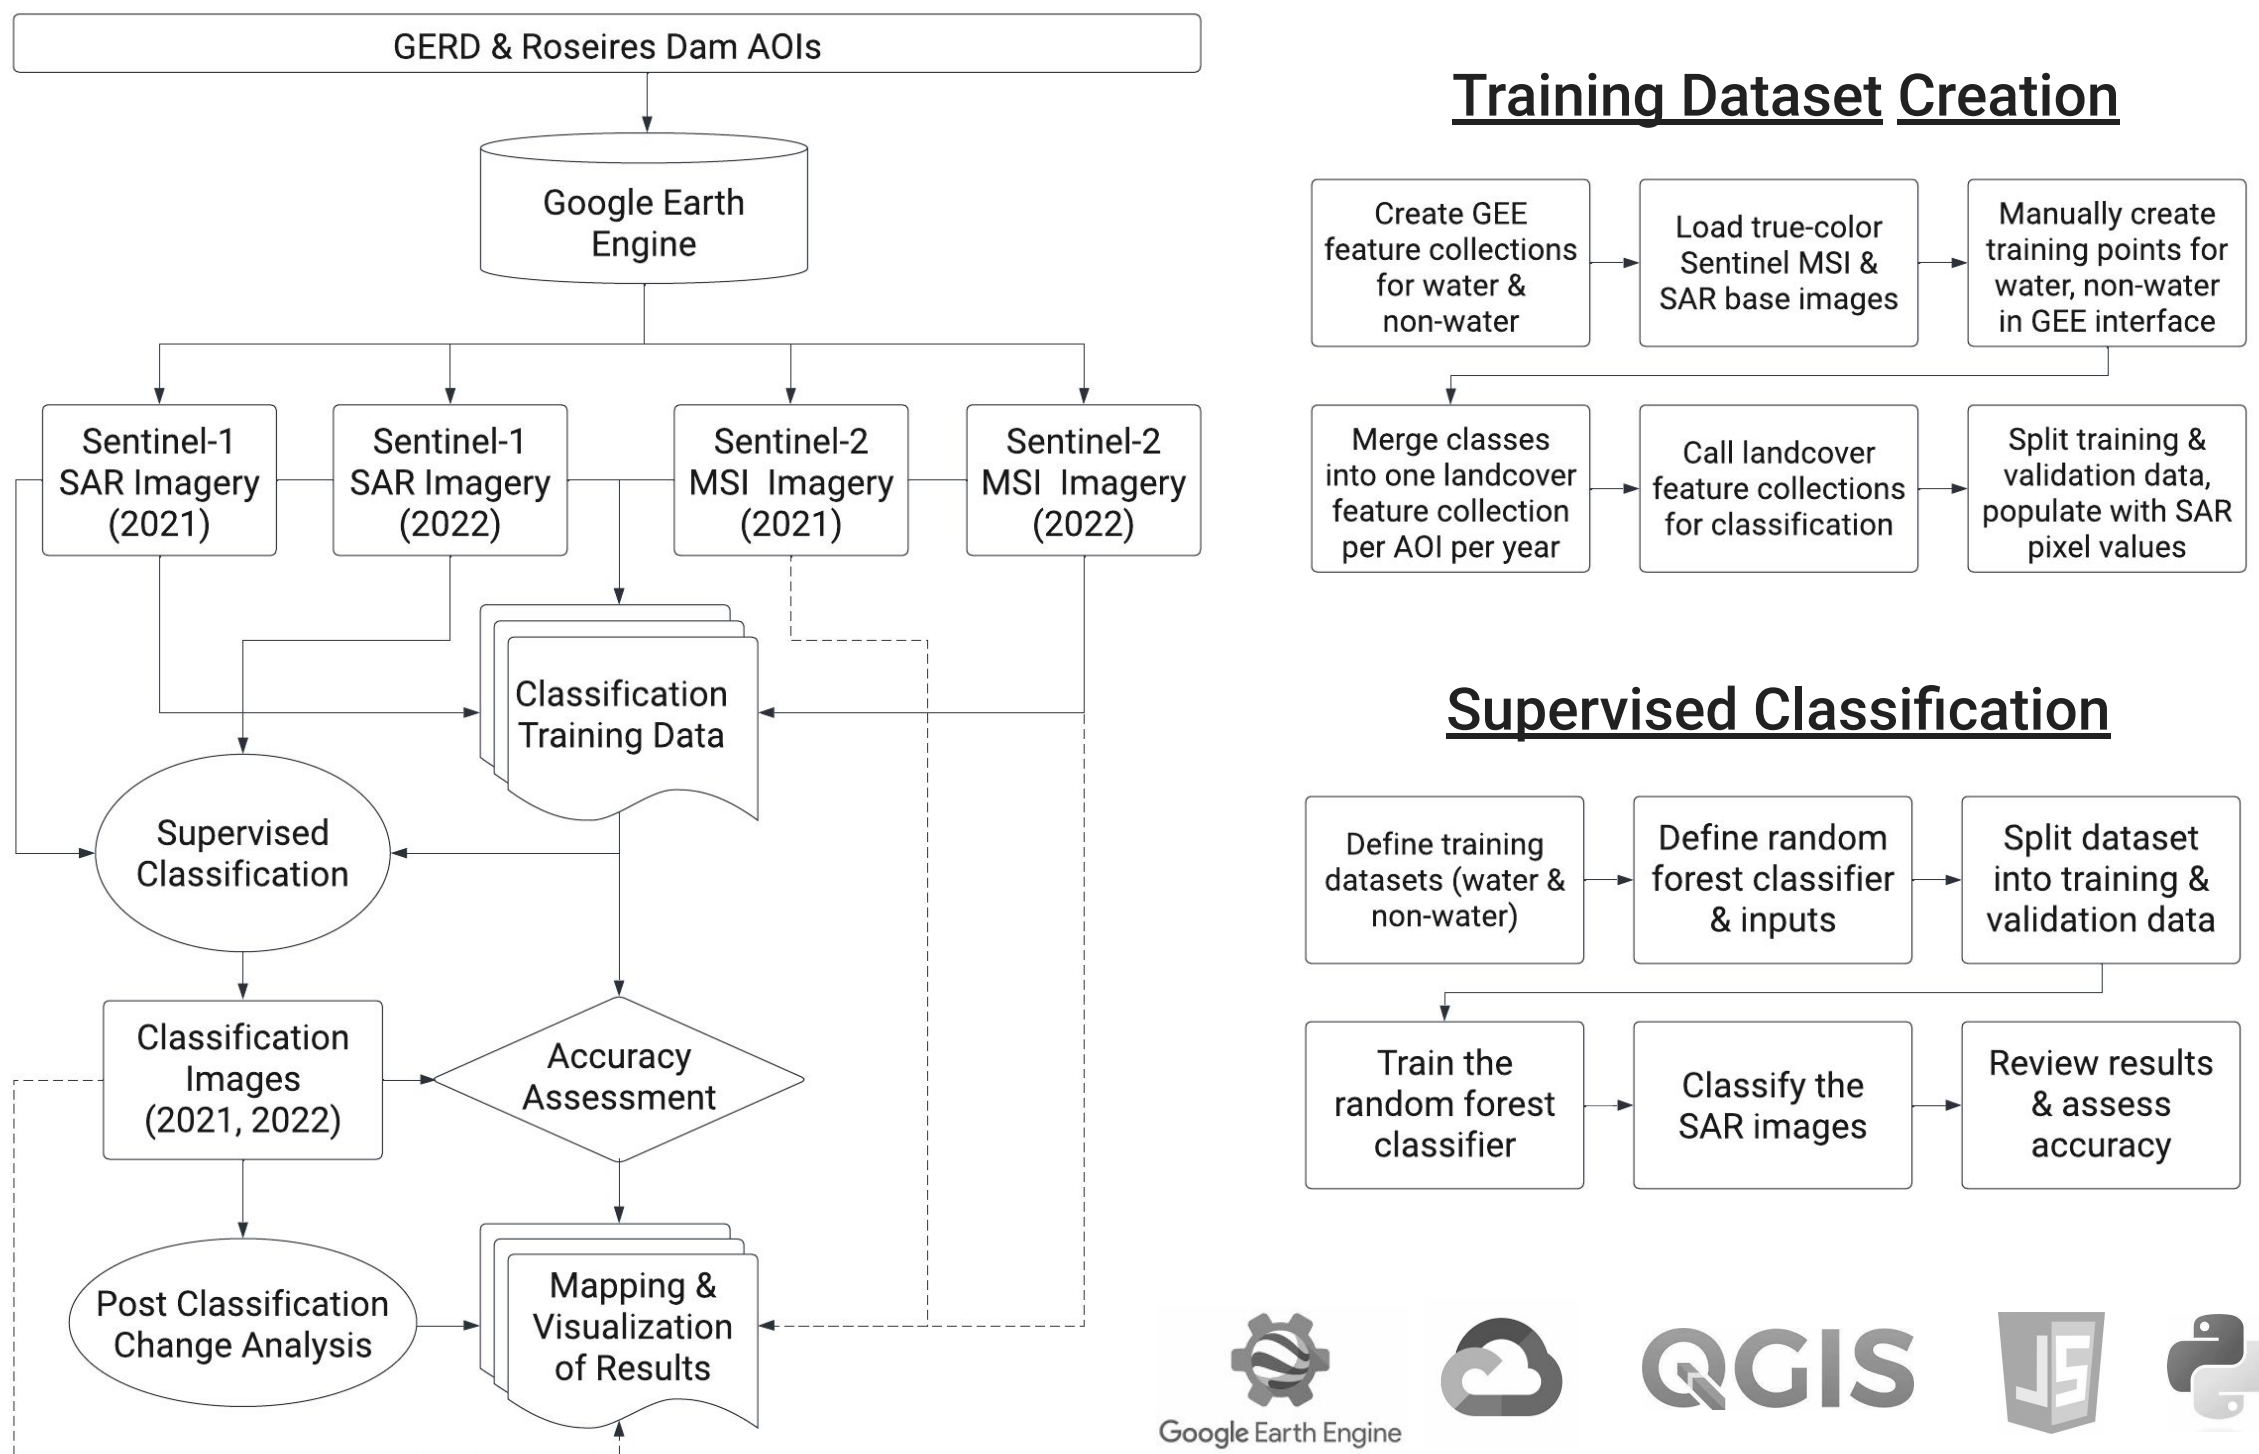 GERD & Roseires Dam AOIs
Google Earth
Engine
Sentinel-1
SAR Imagery
(2021)
Sentinel-1
SAR Imagery
(2022)
Sentinel-2
MSI Imagery
(2021)
Sentinel-2
MSI Imagery
(2022)
Classification
Training Data
Supervised
Classification
Classification
Images
(2021, 2022)
Accuracy
Assessment
Post Classification
Change Analysis
Mapping &
Visualization
of Results
Training Dataset Creation
Create GEE
feature collections
for water &
non-water
Load true-color
Sentinel MSI &
SAR base images
Manually create
training points for
water, non-water
in GEE interface
Merge classes
into one landcover
feature collection
per AOI per year
Call landcover
feature collections
for classification
Split training &
validation data,
populate with SAR
pixel values
Supervised Classification
Define training
datasets (water &
non-water)
Define random
forest classifier
& inputs
Split dataset
into training &
validation data
Train the
random forest
classifier
Classify the
SAR images
Review results
& assess
accuracy
Google Earth Engine
QGIS
JS